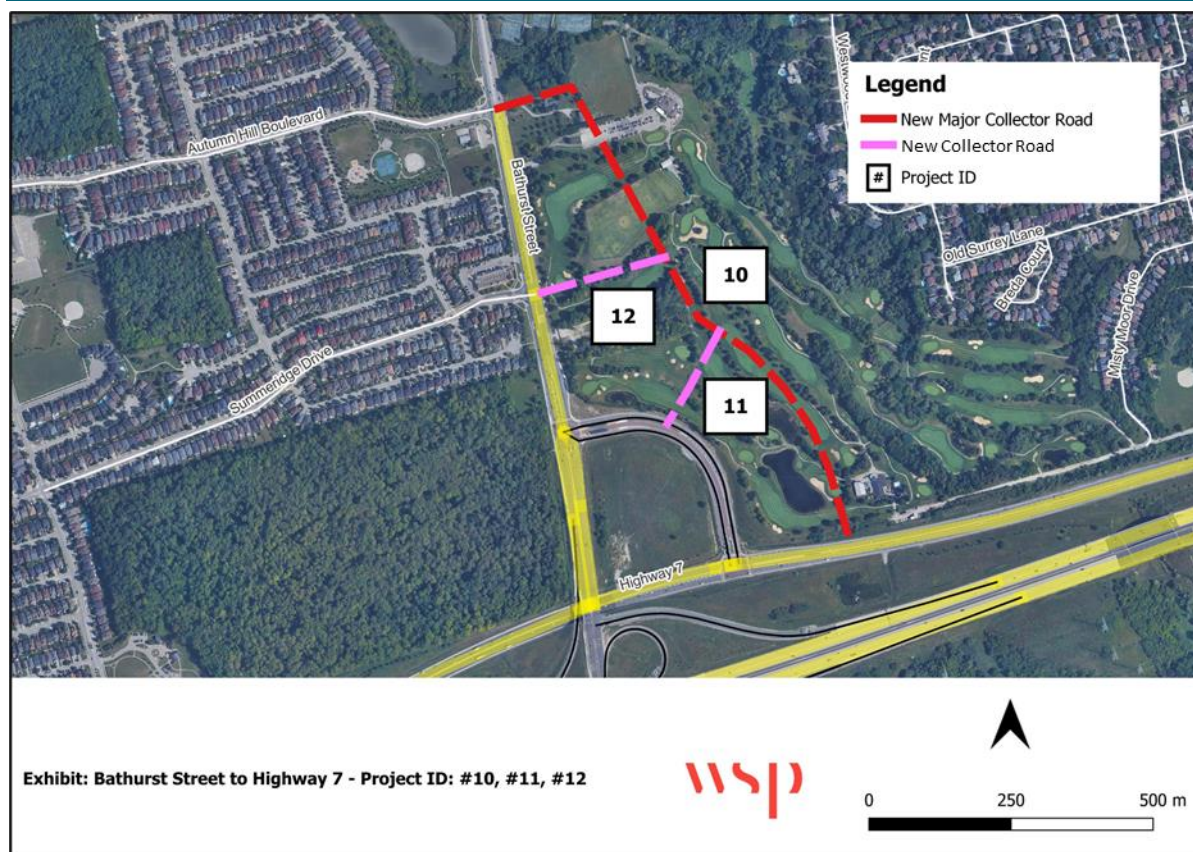 Legend
New Major Collector Road
New Collector Road
# Project ID
Autumn Hill Boulevard
Bathurst Street
Old Surrey Lane
Breda Court
Misty Moor Drive
10
12
Summeridge Drive
11
Highway 7
Exhibit: Bathurst Street to Highway 7 - Project ID: #10, #11, #12
wsp
0 250 500 m